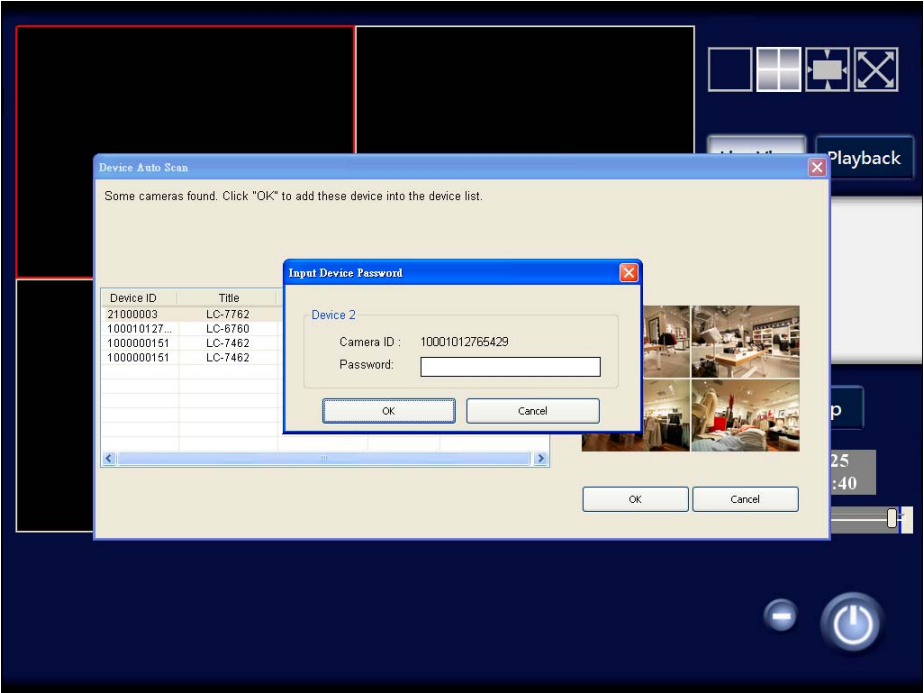 Playback
Device Auto Scan
Some cameras found. Click "OK" to add these device into the device list.
Input Device Password
Device ID Title
21000003 LC-7762
100010127... LC-6760
1000000151 LC-7462
1000000151 LC-7462
Device 2
Camera ID : 10001012765429
Password:
OK Cancel
p
25
:40
OK Cancel